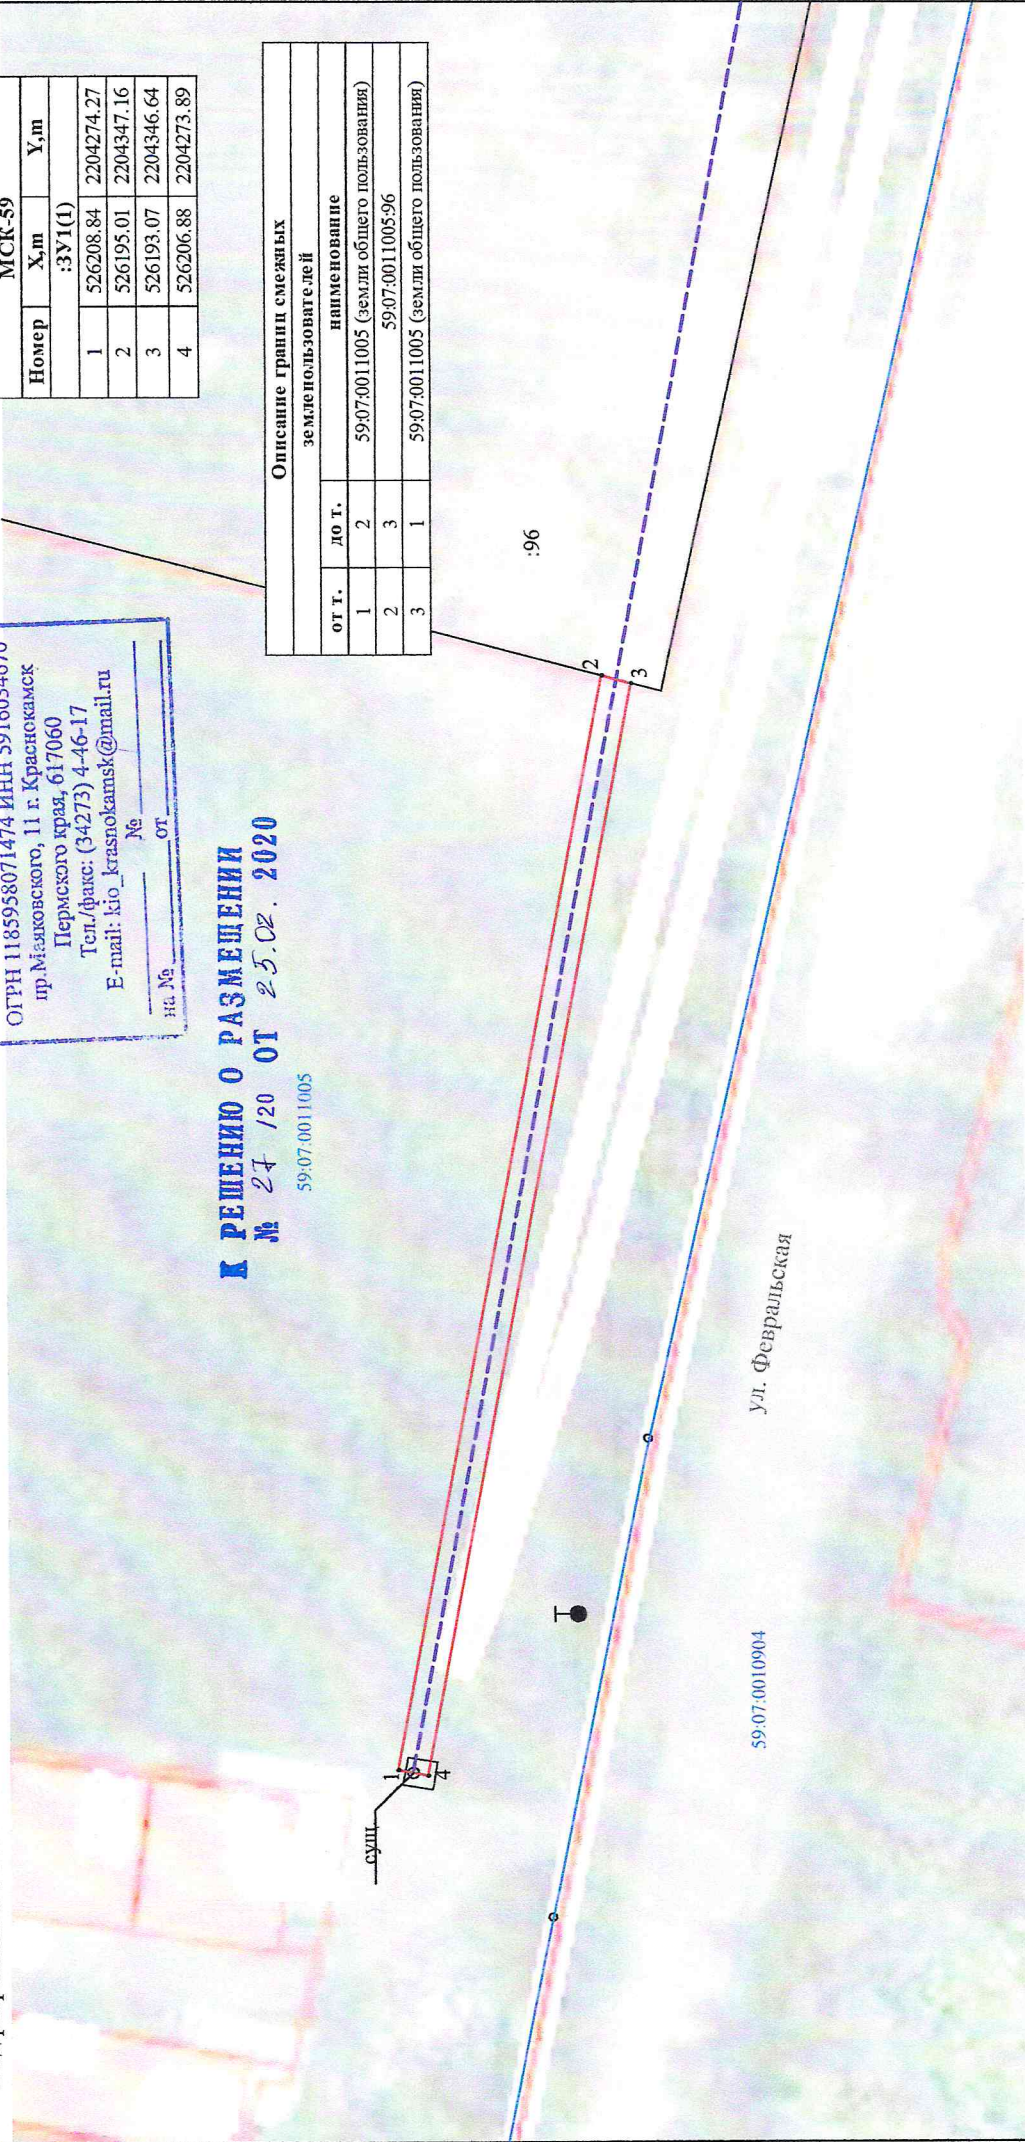 МСК-59
Номер X,m Y,m
:ЗУ1(1)
1 526208.84 2204274.27
2 526195.01 2204347.16
3 526193.07 2204346.64
4 526206.88 2204273.89
ОГРН 1185958071474 ИНН
пр.Маяковского, 11 г. Краснокамск
Пермского края, 617060
Тел./факс: (34273) 4-46-17
E-mail: kio_krasnokamsk@mail.ru
№
на № от
Описание границ смежных
землепользователей
от т. до т. наименование
1 2 59:07:0011005 (земли общего пользования)
2 3 59:07:0011005:96
3 1 59:07:0011005 (земли общего пользования)
К РЕШЕНИЮ О РАЗМЕЩЕНИИ
№ 27 120 ОТ 25.02. 2020
59:07:0011005
:96
2
3
1
4
сущ.
ул. Февральская
59:07:0010904